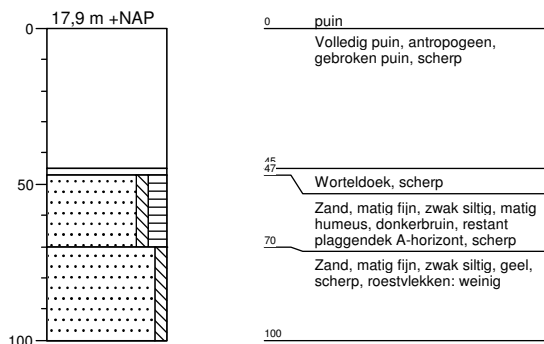 17,9 m +NAP
0
50
100
0 puin
Volledig puin, antropogeen,
gebroken puin, scherp
45
47
Worteldoek, scherp
Zand, matig fijn, zwak siltig, matig
humeus, donkerbruin, restant
plaggendek A-horizont, scherp
70
Zand, matig fijn, zwak siltig, geel,
scherp, roestvlekken: weinig
100